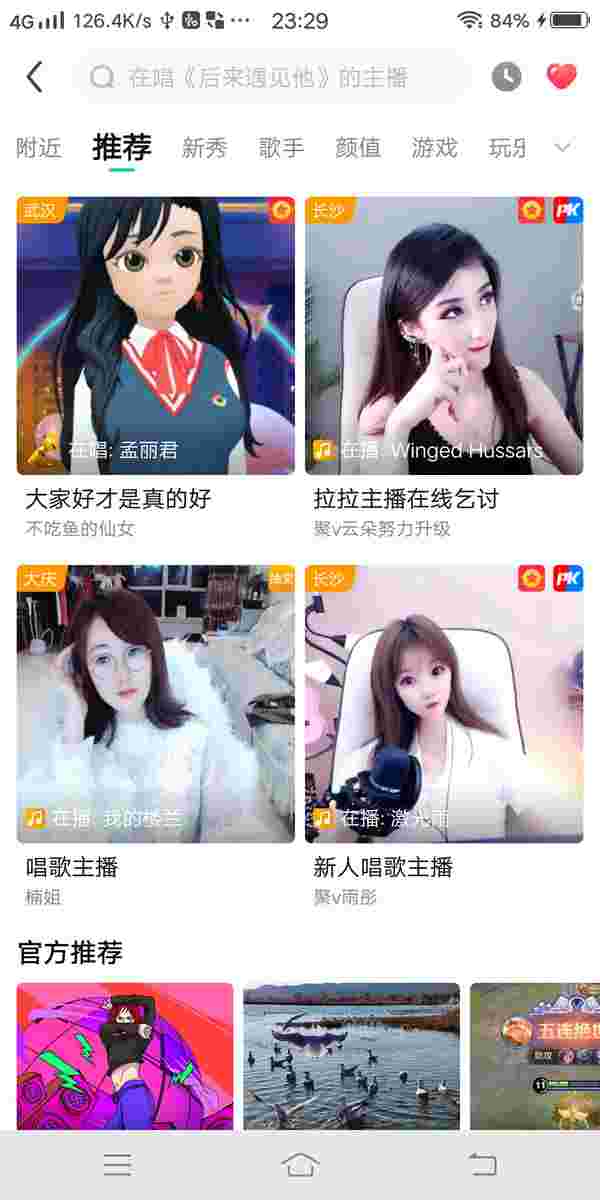 4G 126.4K/s 23:29 84%
在唱《后来遇见他》的主播
附近 推荐 新秀 歌手 颜值 游戏 玩乐
武汉
长沙 PK
在唱: 孟丽君
在播: Winged Hussars
大家好才是真的好
拉拉主播在线乞讨
不吃鱼的仙女
聚v云朵努力升级
大庆
长沙 PK
在播: 我的楼兰
在播: 激光雨
唱歌主播
新人唱歌主播
楠姐
聚v雨彤
官方推荐
五连绝世